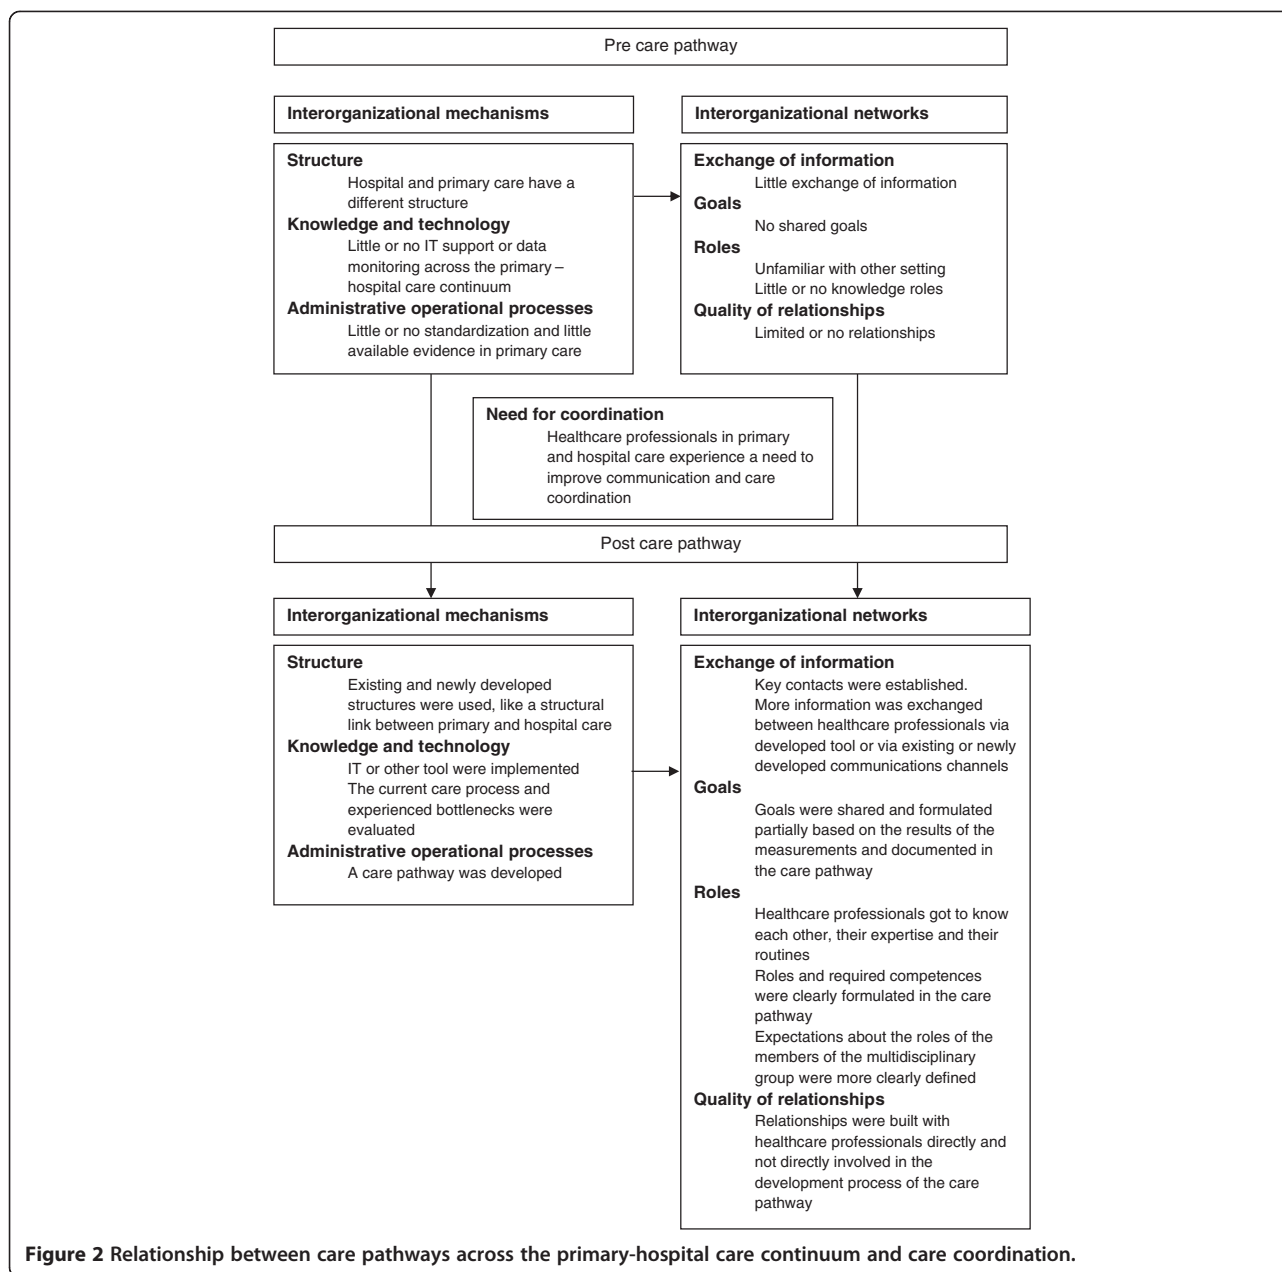 Pre care pathway
Interorganizational mechanisms
Structure
Hospital and primary care have a
different structure
Knowledge and technology
Little or no IT support or data
monitoring across the primary –
hospital care continuum
Administrative operational processes
Little or no standardization and little
available evidence in primary care
Interorganizational networks
Exchange of information
Little exchange of information
Goals
No shared goals
Roles
Unfamiliar with other setting
Little or no knowledge roles
Quality of relationships
Limited or no relationships
Need for coordination
Healthcare professionals in primary
and hospital care experience a need to
improve communication and care
coordination
Post care pathway
Interorganizational mechanisms
Structure
Existing and newly developed
structures were used, like a structural
link between primary and hospital care
Knowledge and technology
IT or other tool were implemented
The current care process and
experienced bottlenecks were
evaluated
Administrative operational processes
A care pathway was developed
Interorganizational networks
Exchange of information
Key contacts were established.
More information was exchanged
between healthcare professionals via
developed tool or via existing or newly
developed communications channels
Goals
Goals were shared and formulated
partially based on the results of the
measurements and documented in
the care pathway
Roles
Healthcare professionals got to know
each other, their expertise and their
routines
Roles and required competences
were clearly formulated in the care
pathway
Expectations about the roles of the
members of the multidisciplinary
group were more clearly defined
Quality of relationships
Relationships were built with
healthcare professionals directly and
not directly involved in the
development process of the care
pathway
Figure 2 Relationship between care pathways across the primary-hospital care continuum and care coordination.